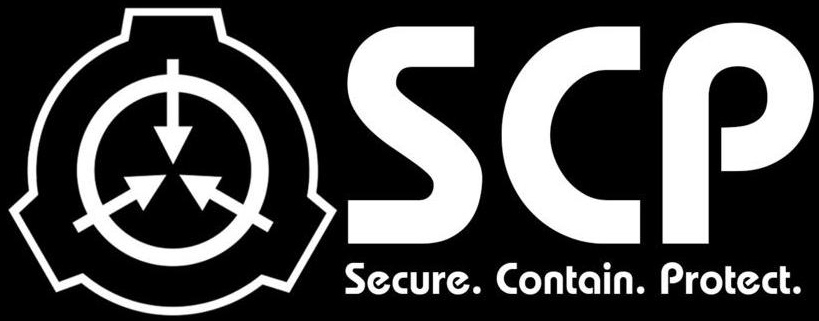 SCP
Secure. Contain. Protect.